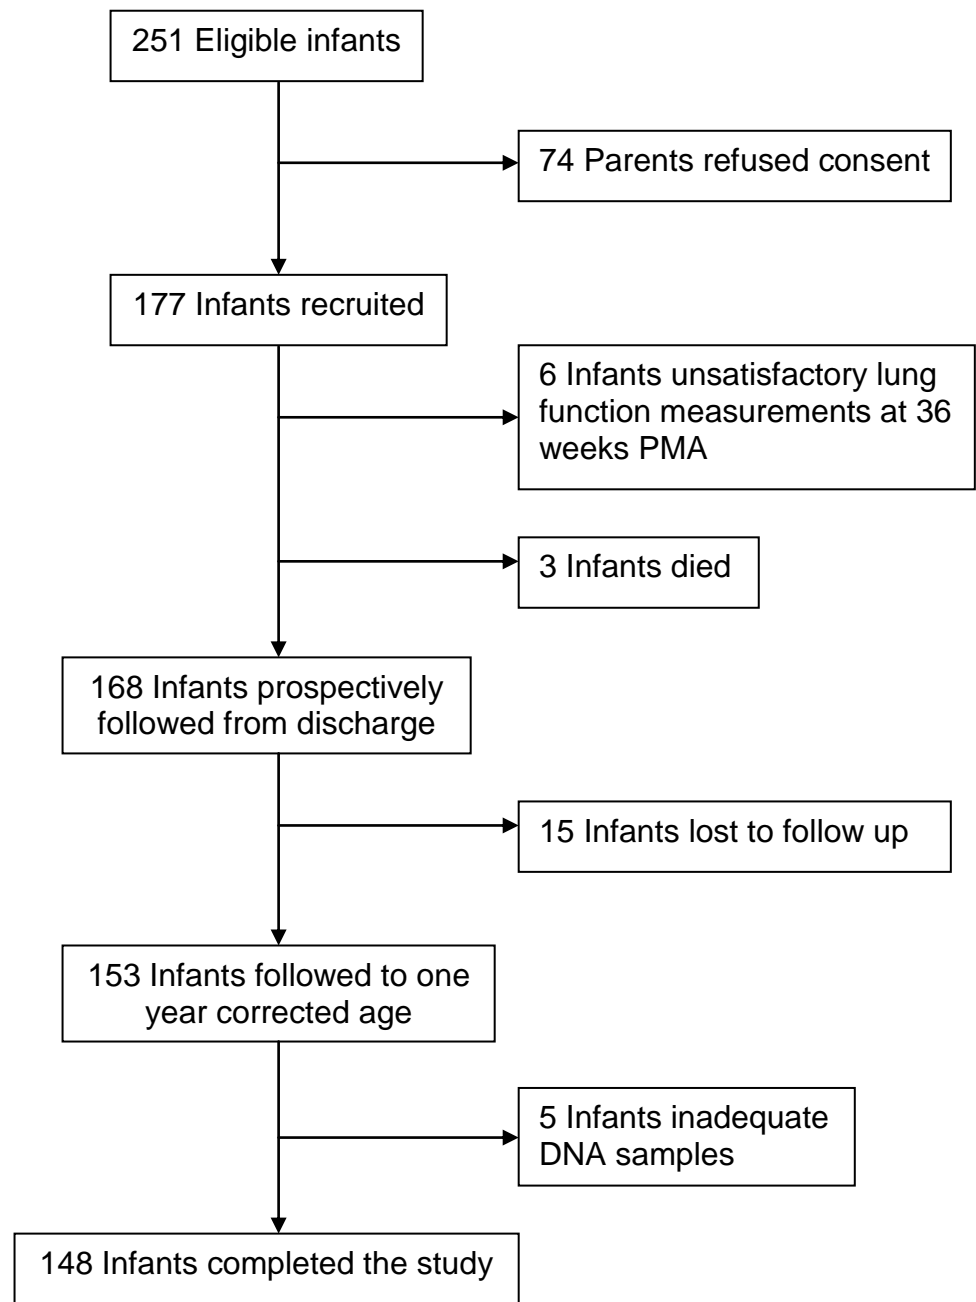 251 Eligible infants
74 Parents refused consent
177 Infants recruited
6 Infants unsatisfactory lung
function measurements at 36
weeks PMA
3 Infants died
168 Infants prospectively
followed from discharge
15 Infants lost to follow up
153 Infants followed to one
year corrected age
5 Infants inadequate
DNA samples
148 Infants completed the study